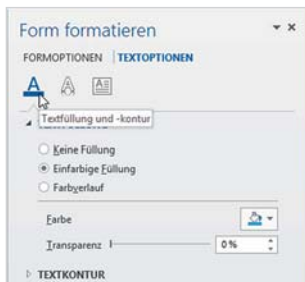 Form formatieren
FORMOPTIONEN TEXTOPTIONEN
Textfüllung und -kontur
Keine Füllung
Einfarbige Füllung
Farbverlauf
Farbe
Transparenz 0 %
TEXTKONTUR